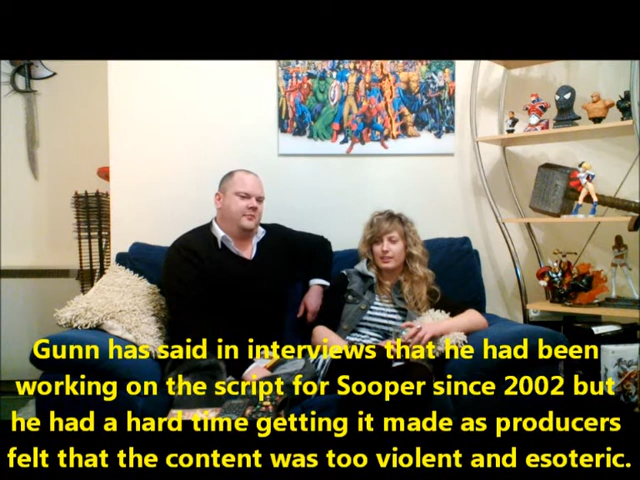 Gunn has said in interviews that he had been
working on the script for Sooper since 2002 but
he had a hard time getting it made as producers
felt that the content was too violent and esoteric.